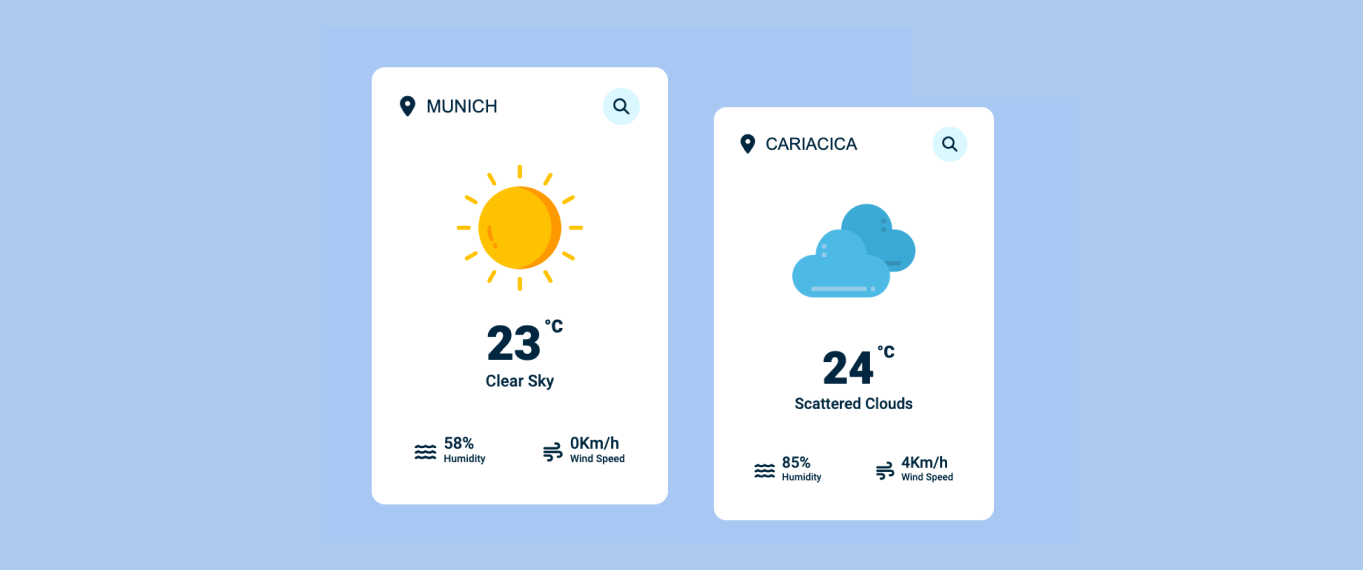 MUNICH
23 °C
Clear Sky
58%
Humidity
0Km/h
Wind Speed
CARIACICA
24 °C
Scattered Clouds
85%
Humidity
4Km/h
Wind Speed